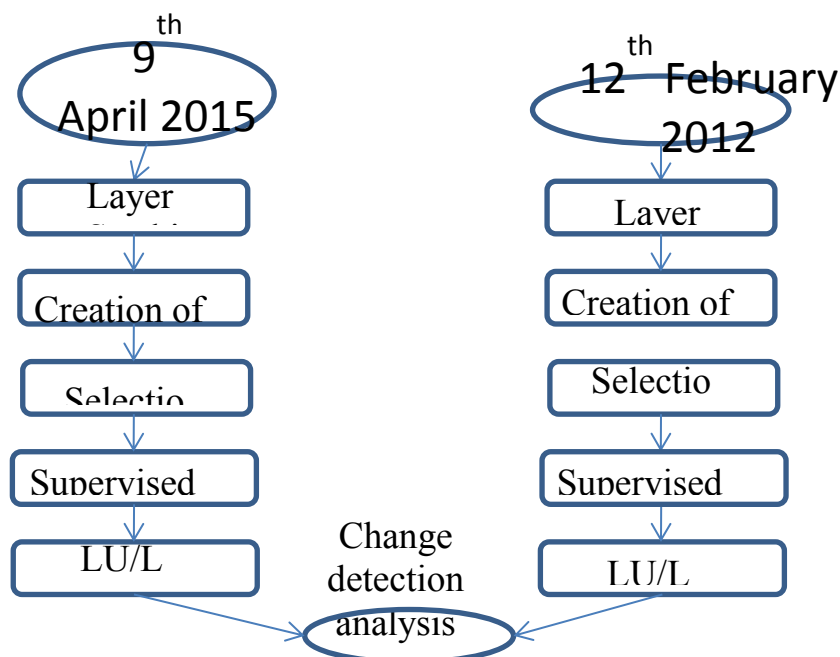 9th
April 2015
Layer
Creation of
Selectio
Supervised
LU/L
12th February
2012
Layer
Creation of
Selectio
Supervised
LU/L
Change
detection
analysis